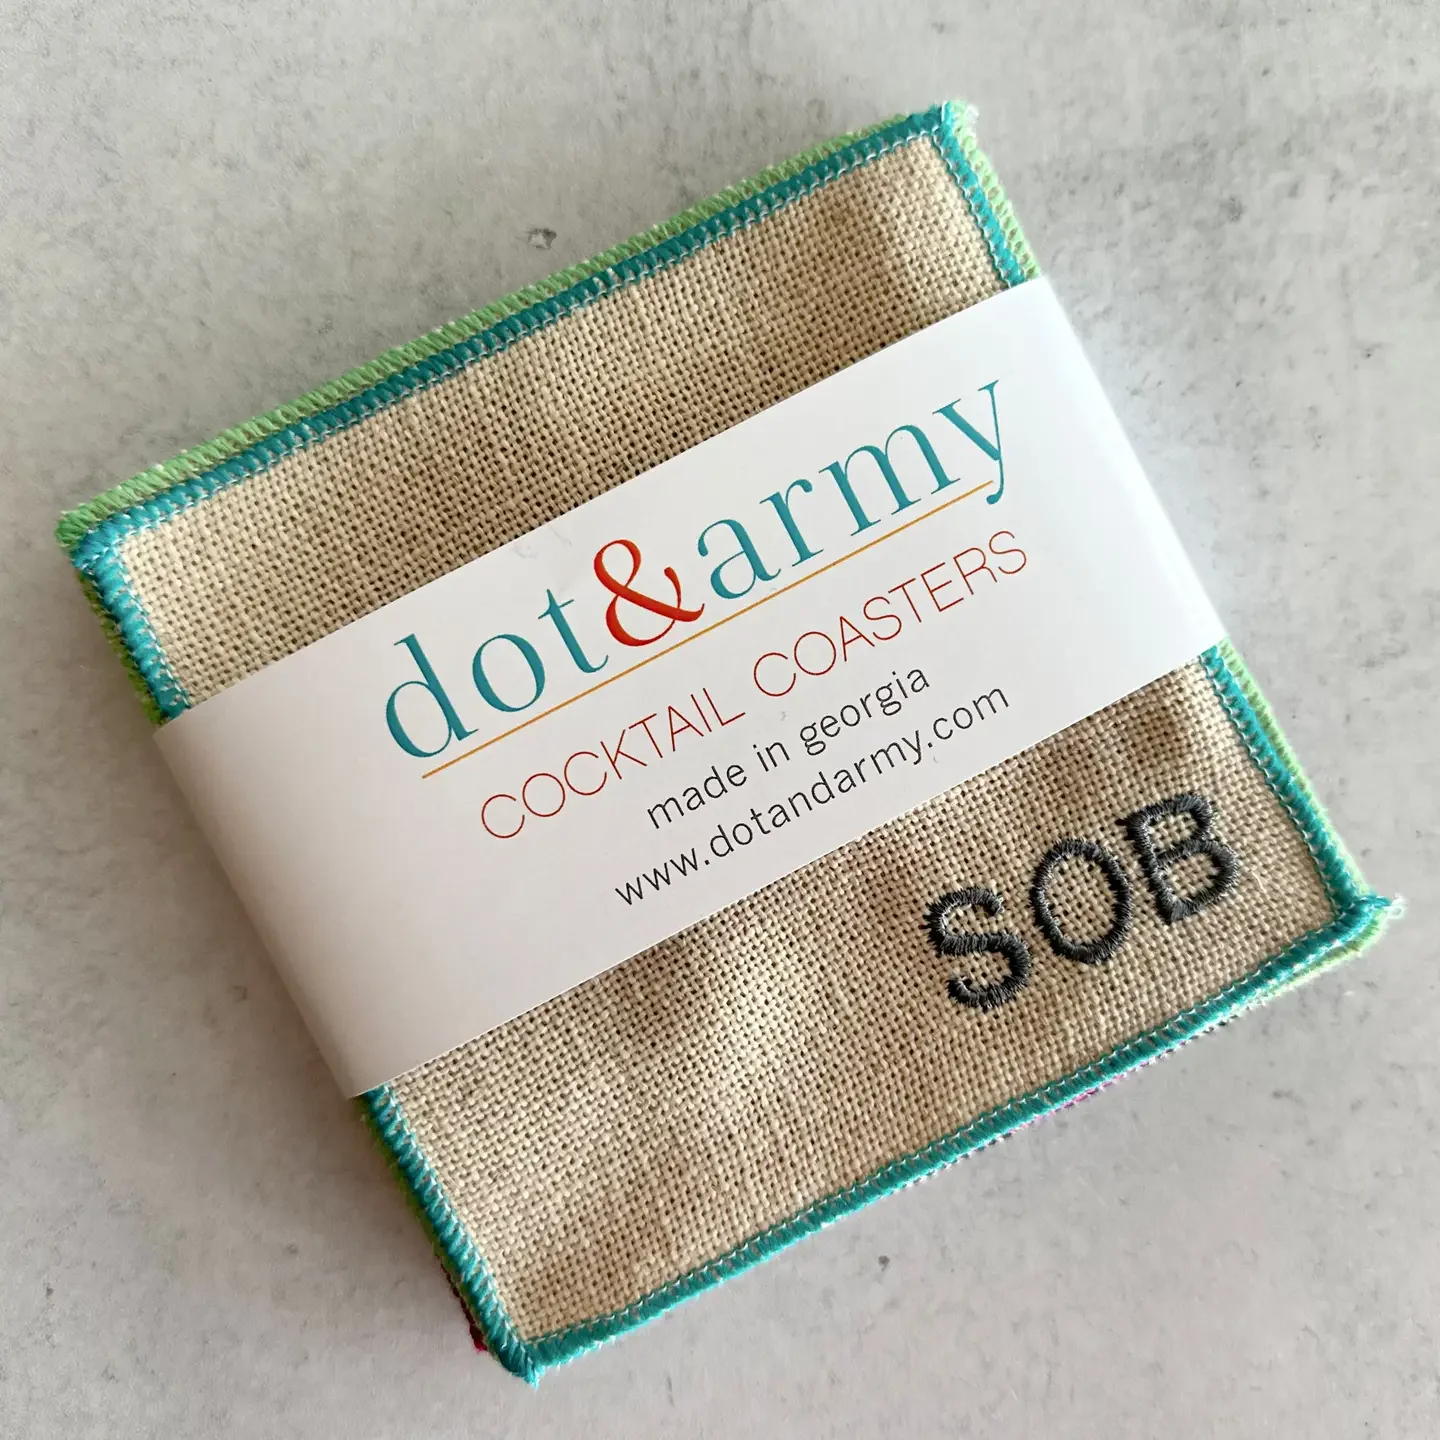 dot&army
COCKTAIL COASTERS
made in georgia
www.dotandarmy.com
SOB